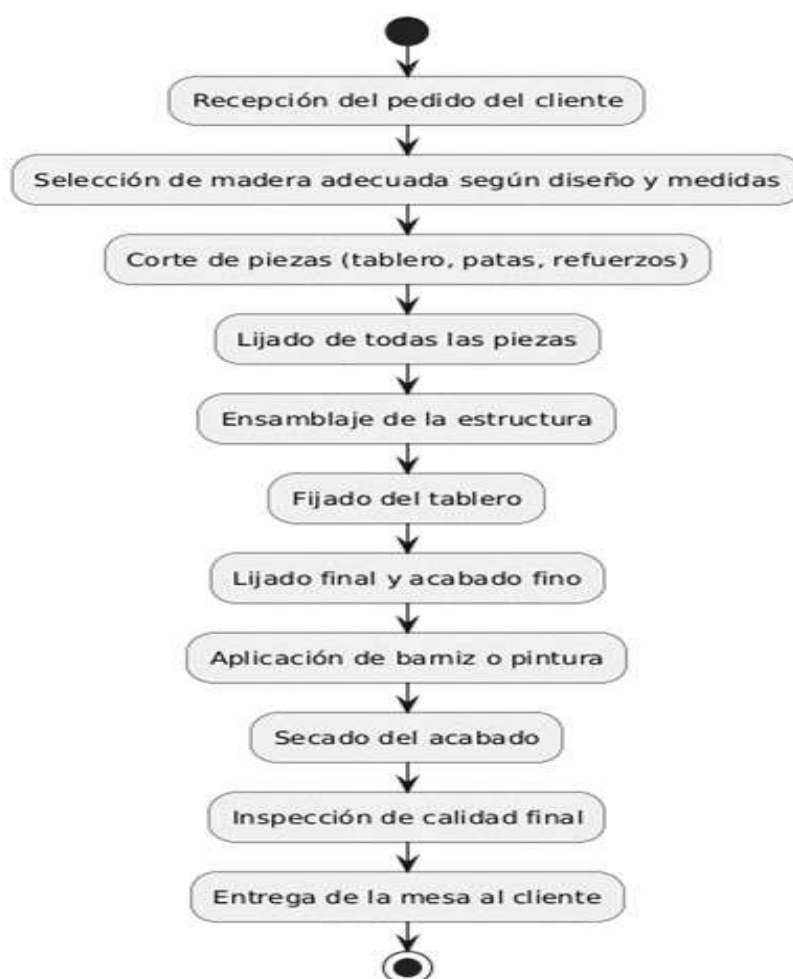 Recepción del pedido del cliente
Selección de madera adecuada según diseño y medidas
Corte de piezas (tablero, patas, refuerzos)
Lijado de todas las piezas
Ensamblaje de la estructura
Fijado del tablero
Lijado final y acabado fino
Aplicación de barniz o pintura
Secado del acabado
Inspección de calidad final
Entrega de la mesa al cliente